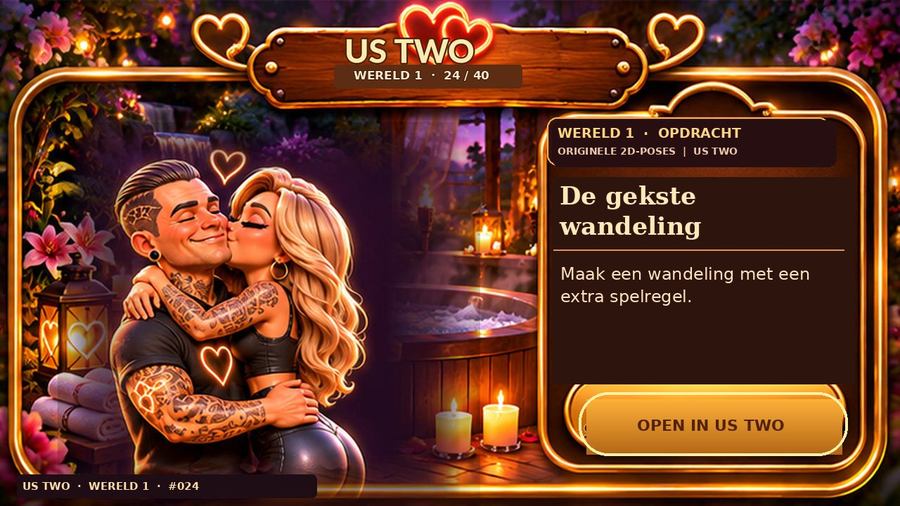 US TWO
WERELD 1 · 24 / 40
WERELD 1 · OPDRACHT
ORIGINELE 2D-POSES | US TWO
De gekste
wandeling
Maak een wandeling met een
extra spelregel.
OPEN IN US TWO
US TWO · WERELD 1 · #024